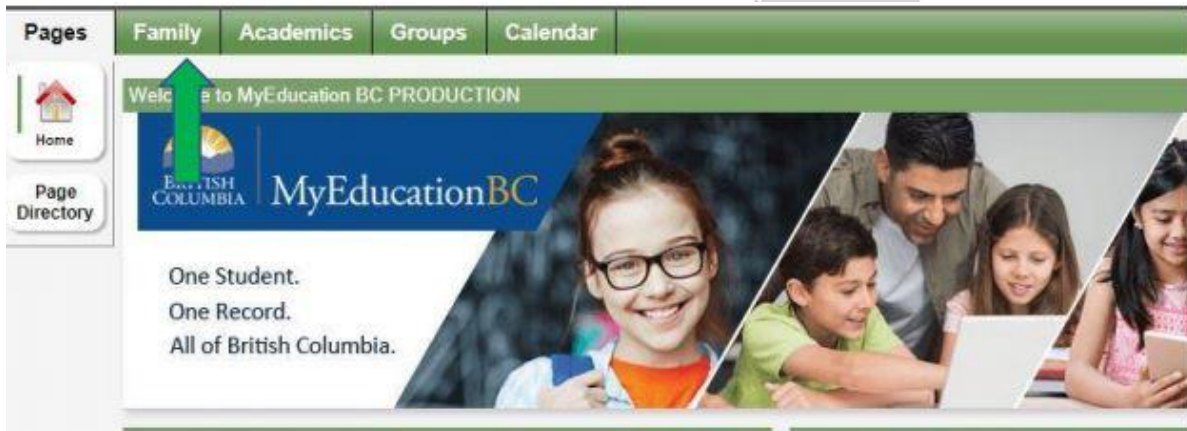 Pages Family Academics Groups Calendar
Home
Page
Directory
to MyEducation BC PRODUCTION
COLUMBIA
MyEducationBC
One Student.
One Record.
All of British Columbia.